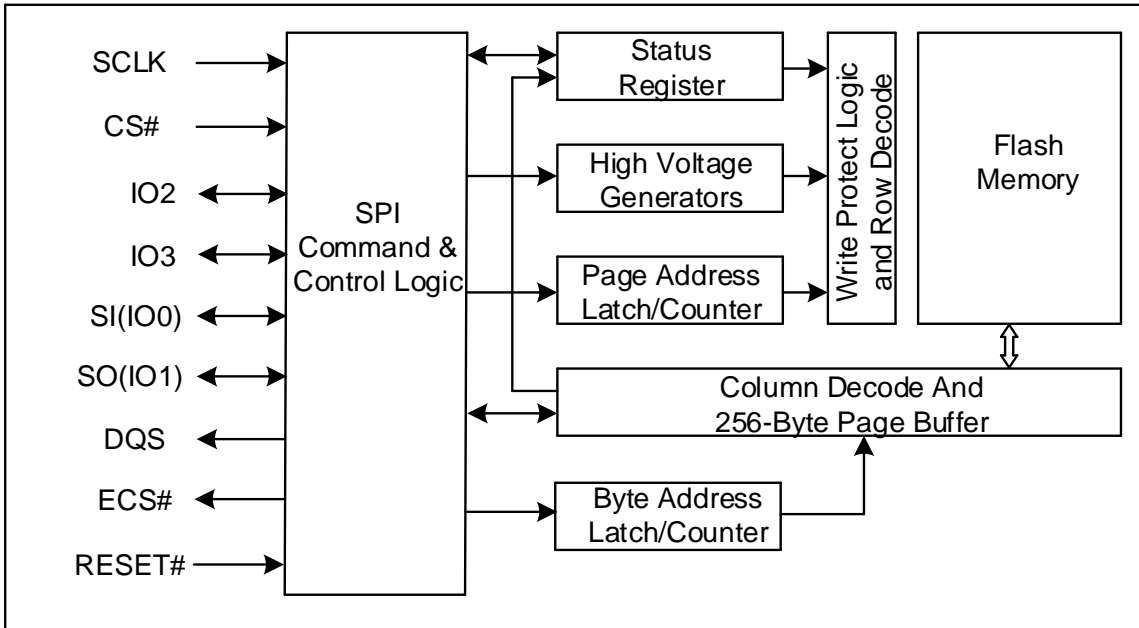 SCLK
CS#
IO2
IO3
SI(IO0)
SO(IO1)
DQS
ECS#
RESET#
SPI
Command &
Control Logic
Status
Register
High Voltage
Generators
Page Address
Latch/Counter
Write Protect Logic
and Row Decode
Flash
Memory
Column Decode And
256-Byte Page Buffer
Byte Address
Latch/Counter